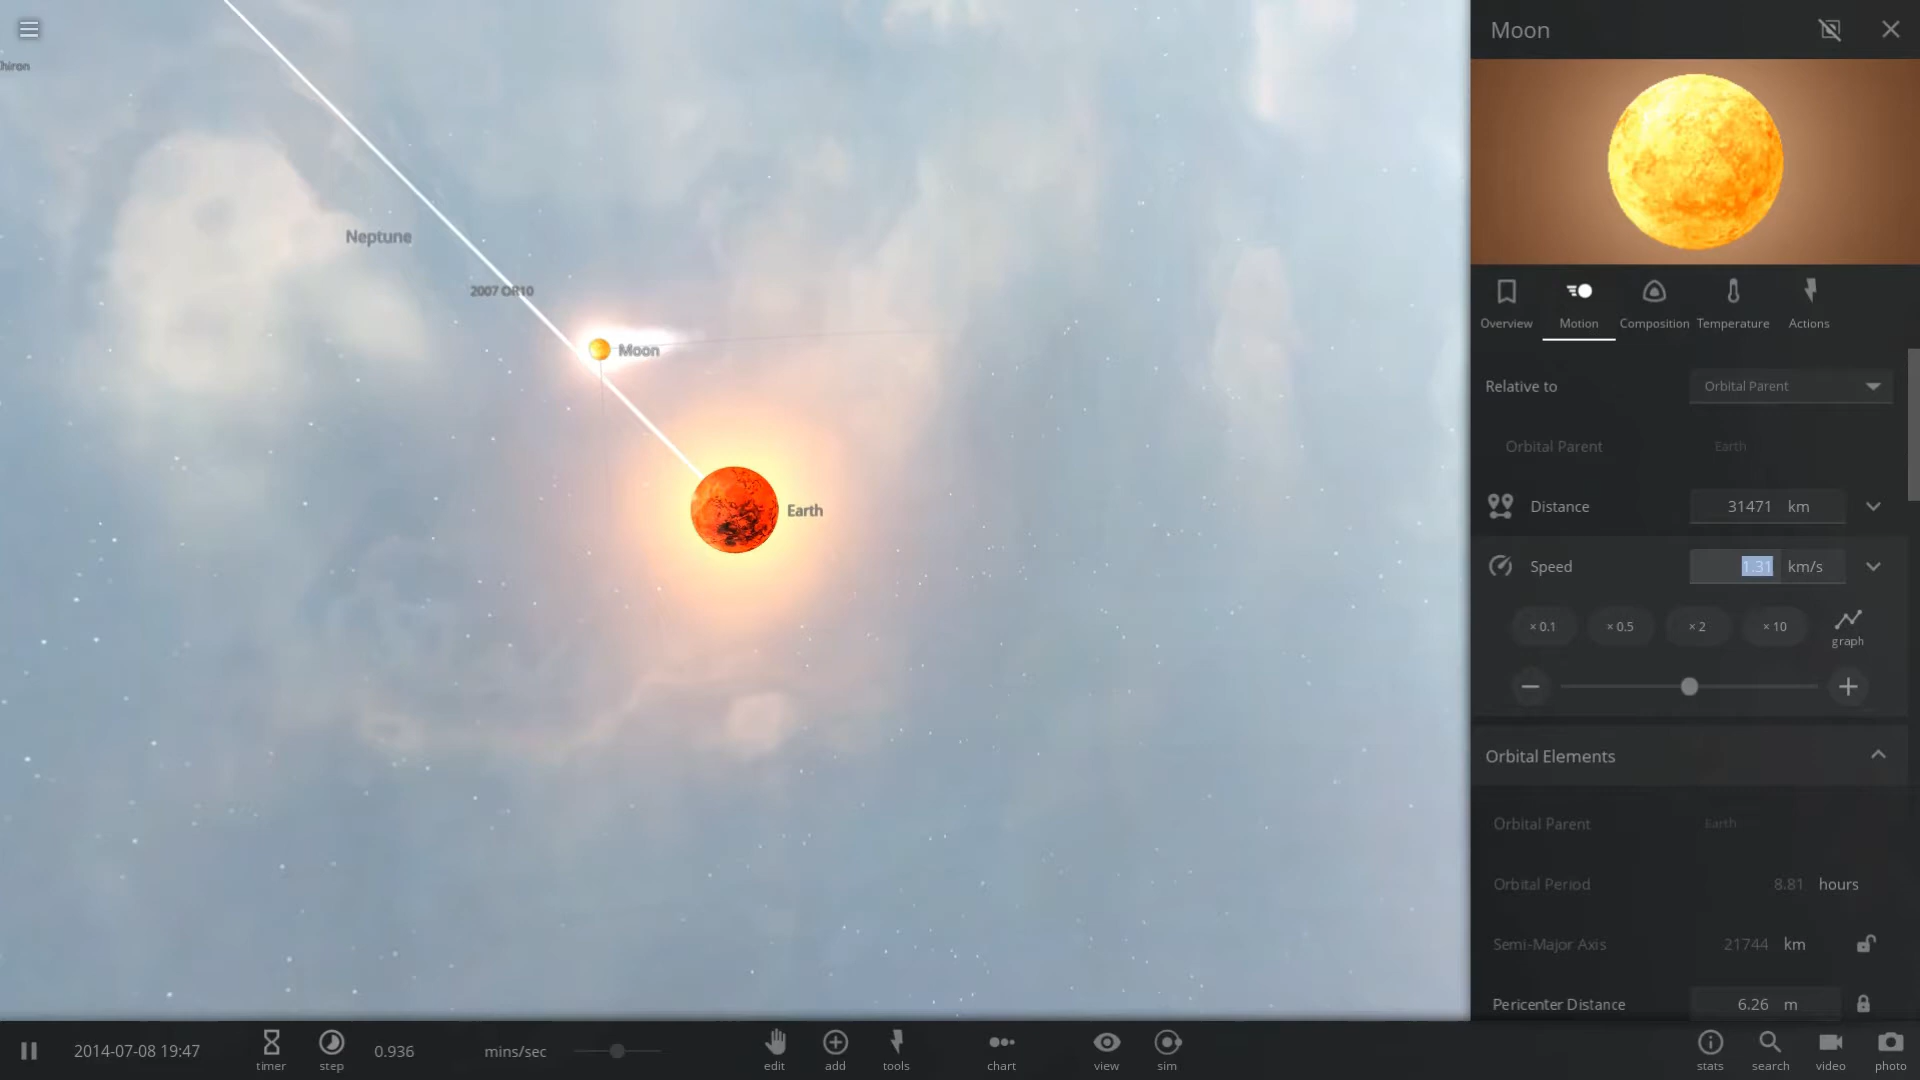 Moon
Neptune
2007 OR10
Moon
Earth
Overview
Motion
Composition
Temperature
Actions
Relative to
Orbital Parent
Orbital Parent
Earth
Distance
31471 km
Speed
1.31 km/s
× 0.1
× 0.5
× 2
× 10
graph
Orbital Elements
Orbital Parent
Earth
Orbital Period
8.81 hours
Semi-Major Axis
21744 km
Pericenter Distance
6.26 m
2014-07-08 19:47
timer
step
0.936 mins/sec
edit
add
tools
chart
view
sim
stats
search
video
photo